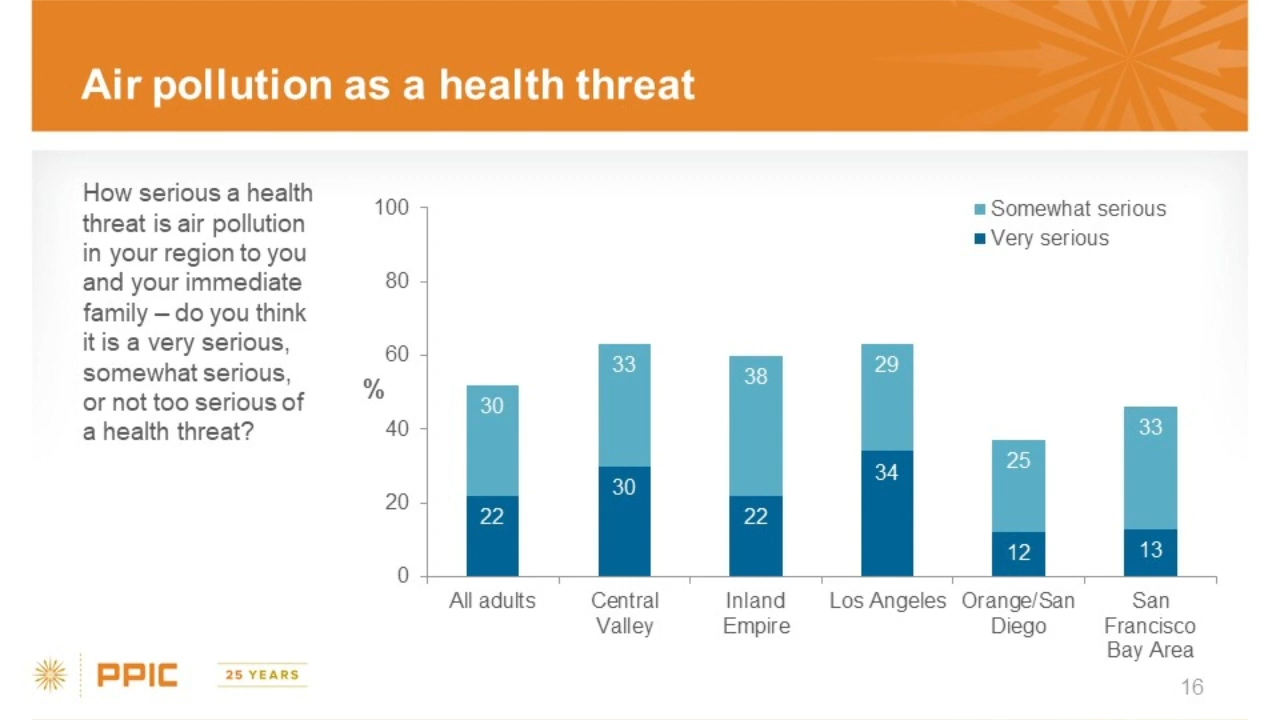 Air pollution as a health threat
How serious a health
threat is air pollution
in your region to you
and your immediate
family – do you think
it is a very serious,
somewhat serious,
or not too serious of
a health threat?
Somewhat serious
Very serious
%
100
80
60
40
20
0
30
22
33
30
38
22
29
34
25
12
33
13
All adults
Central
Valley
Inland
Empire
Los Angeles
Orange/San
Diego
San
Francisco
Bay Area
PPIC
25 YEARS
16